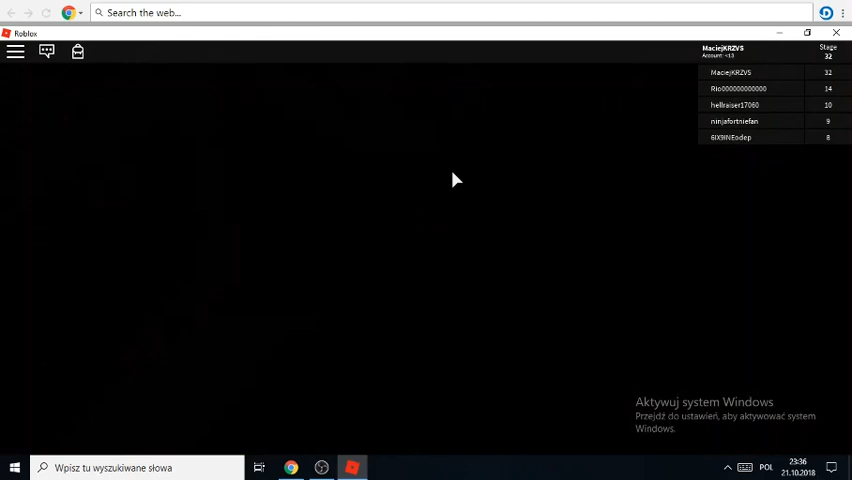 Search the web...
Roblox
MaciejKRZVS
Account: <13
Stage
32
MaciejKRZVS 32
Rio000000000000 14
hellraiser17060 10
ninjafortniefan 9
6IX9INEodep 8
Aktywuj system Windows
Przejdź do ustawień, aby aktywować system
Windows.
Wpisz tu wyszukiwane słowa
POL
23:36
21.10.2018